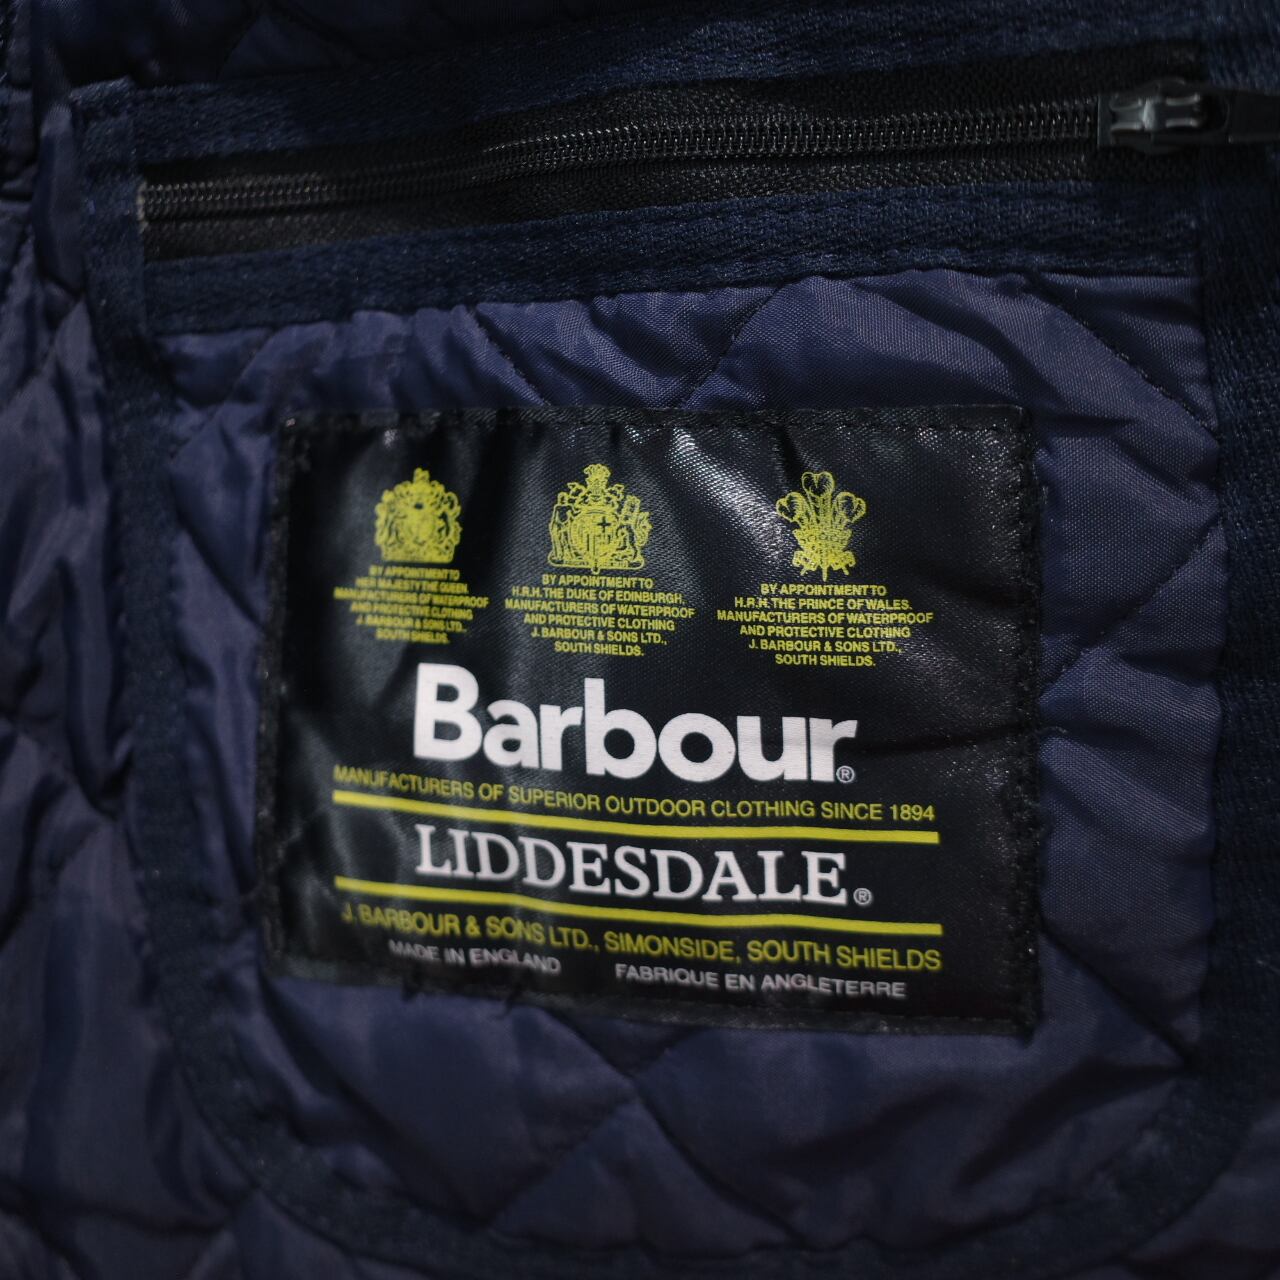 BY APPOINTMENT TO
HER MAJESTY THE QUEEN.
MANUFACTURERS OF WATERPROOF
AND PROTECTIVE CLOTHING
J. BARBOUR & SONS LTD.,
SOUTH SHIELDS.
BY APPOINTMENT TO
H.R.H. THE DUKE OF EDINBURGH.
MANUFACTURERS OF WATERPROOF
AND PROTECTIVE CLOTHING
J. BARBOUR & SONS LTD.,
SOUTH SHIELDS.
BY APPOINTMENT TO
H.R.H. THE PRINCE OF WALES.
MANUFACTURERS OF WATERPROOF
AND PROTECTIVE CLOTHING
J. BARBOUR & SONS LTD.,
SOUTH SHIELDS.
Barbour®
MANUFACTURERS OF SUPERIOR OUTDOOR CLOTHING SINCE 1894
LIDDESDALE®
J. BARBOUR & SONS LTD., SIMONSIDE, SOUTH SHIELDS
MADE IN ENGLAND FABRIQUE EN ANGLETERRE